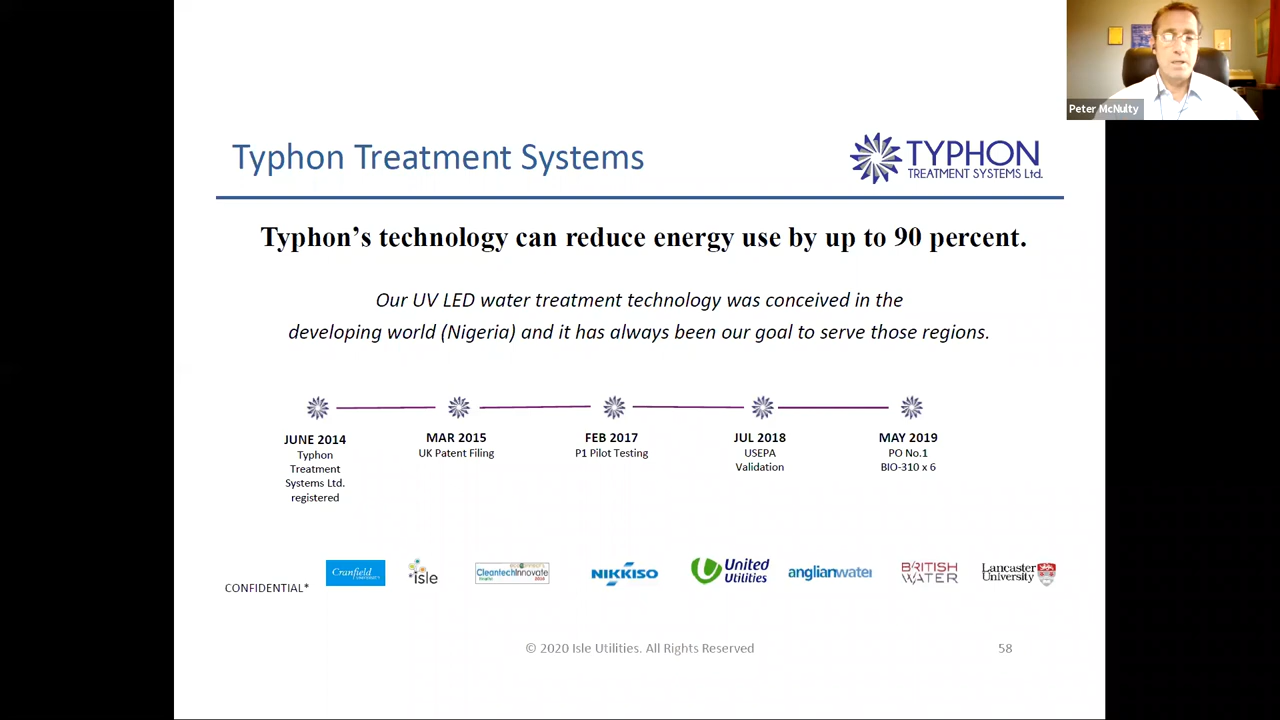 Peter McNulty
Typhon Treatment Systems
TYPHON
TREATMENT SYSTEMS Ltd.
Typhon's technology can reduce energy use by up to 90 percent.
Our UV LED water treatment technology was conceived in the
developing world (Nigeria) and it has always been our goal to serve those regions.
JUNE 2014
Typhon
Treatment
Systems Ltd.
registered
MAR 2015
UK Patent Filing
FEB 2017
P1 Pilot Testing
JUL 2018
USEPA
Validation
MAY 2019
PO No.1
BIO-310 x 6
CONFIDENTIAL*
Cranfield
UNIVERSITY
isle
CleantechInnovate
NIKKISO
United
Utilities
anglianwater
BRITISH
WATER
Lancaster
University
© 2020 Isle Utilities. All Rights Reserved
58